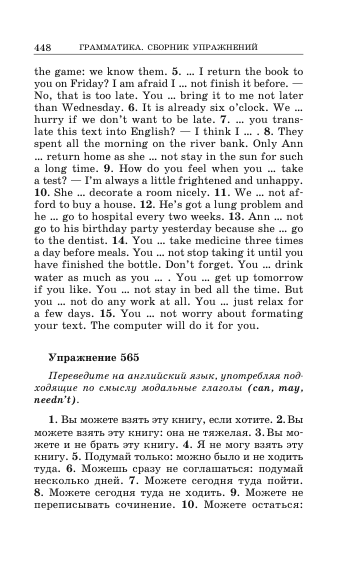 448 ГРАММАТИКА. СБОРНИК УПРАЖНЕНИЙ
the game: we know them. 5. ... I return the book to
you on Friday? I am afraid I ... not finish it before. —
No, that is too late. You ... bring it to me not later
than Wednesday. 6. It is already six o'clock. We ...
hurry if we don't want to be late. 7. ... you trans-
late this text into English? — I think I ... . 8. They
spent all the morning on the river bank. Only Ann
... return home as she ... not stay in the sun for such
a long time. 9. How do you feel when you ... take
a test? — I'm always a little frightened and unhappy.
10. She ... decorate a room nicely. 11. We ... not af-
ford to buy a house. 12. He's got a lung problem and
he ... go to hospital every two weeks. 13. Ann ... not
go to his birthday party yesterday because she ... go
to the dentist. 14. You ... take medicine three times
a day before meals. You ... not stop taking it until you
have finished the bottle. Don't forget. You ... drink
water as much as you ... . You ... get up tomorrow
if you like. You ... not stay in bed all the time. But
you ... not do any work at all. You ... just relax for
a few days. 15. You ... not worry about formating
your text. The computer will do it for you.
Упражнение 565
Переведите на английский язык, употребляя под-
ходящие по смыслу модальные глаголы (can, may,
needn't).
1. Вы можете взять эту книгу, если хотите. 2. Вы
можете взять эту книгу: она не тяжелая. 3. Вы мо-
жете и не брать эту книгу. 4. Я не могу взять эту
книгу. 5. Подумай только: можно было и не ходить
туда. 6. Можешь сразу не соглашаться: подумай
несколько дней. 7. Можете сегодня туда пойти.
8. Можете сегодня туда не ходить. 9. Можете не
переписывать сочинение. 10. Можете остаться: